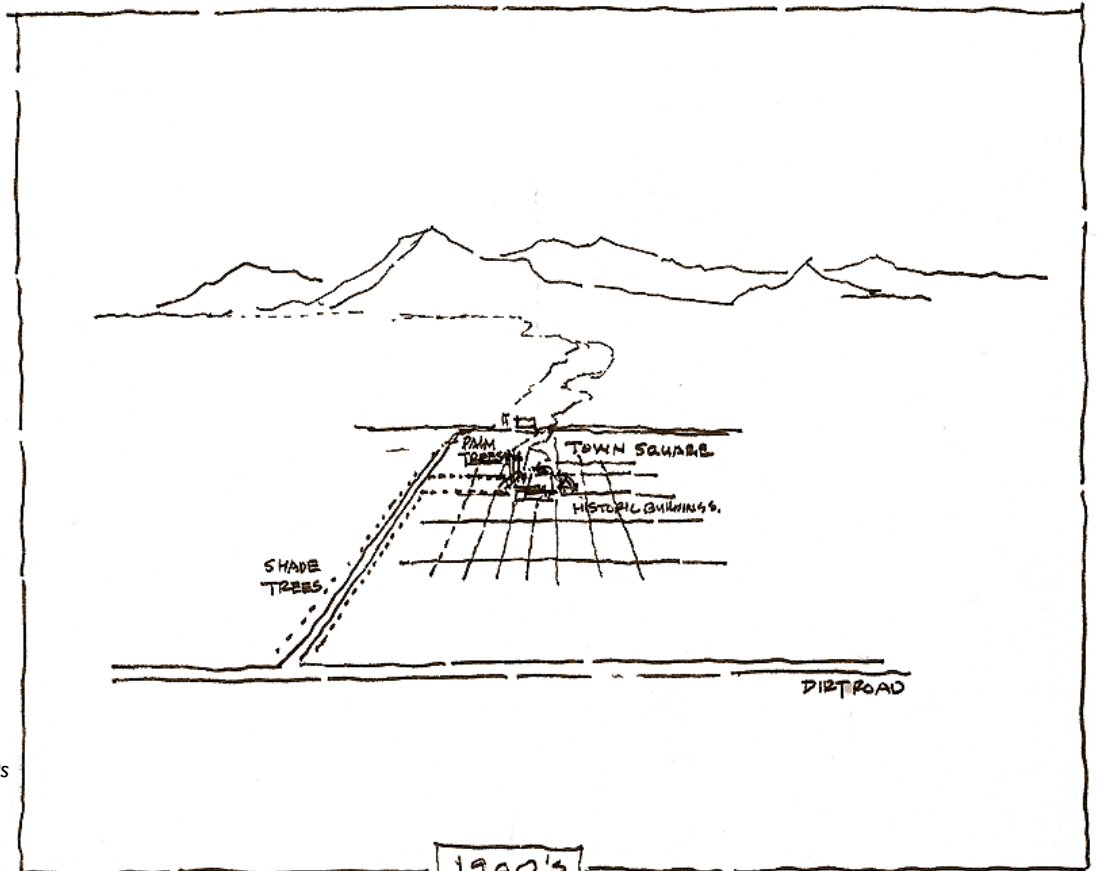 PALM
TREES
TOWN SQUARE
HISTORIC BUILDINGS.
SHADE
TREES
DIRT ROAD
1900's